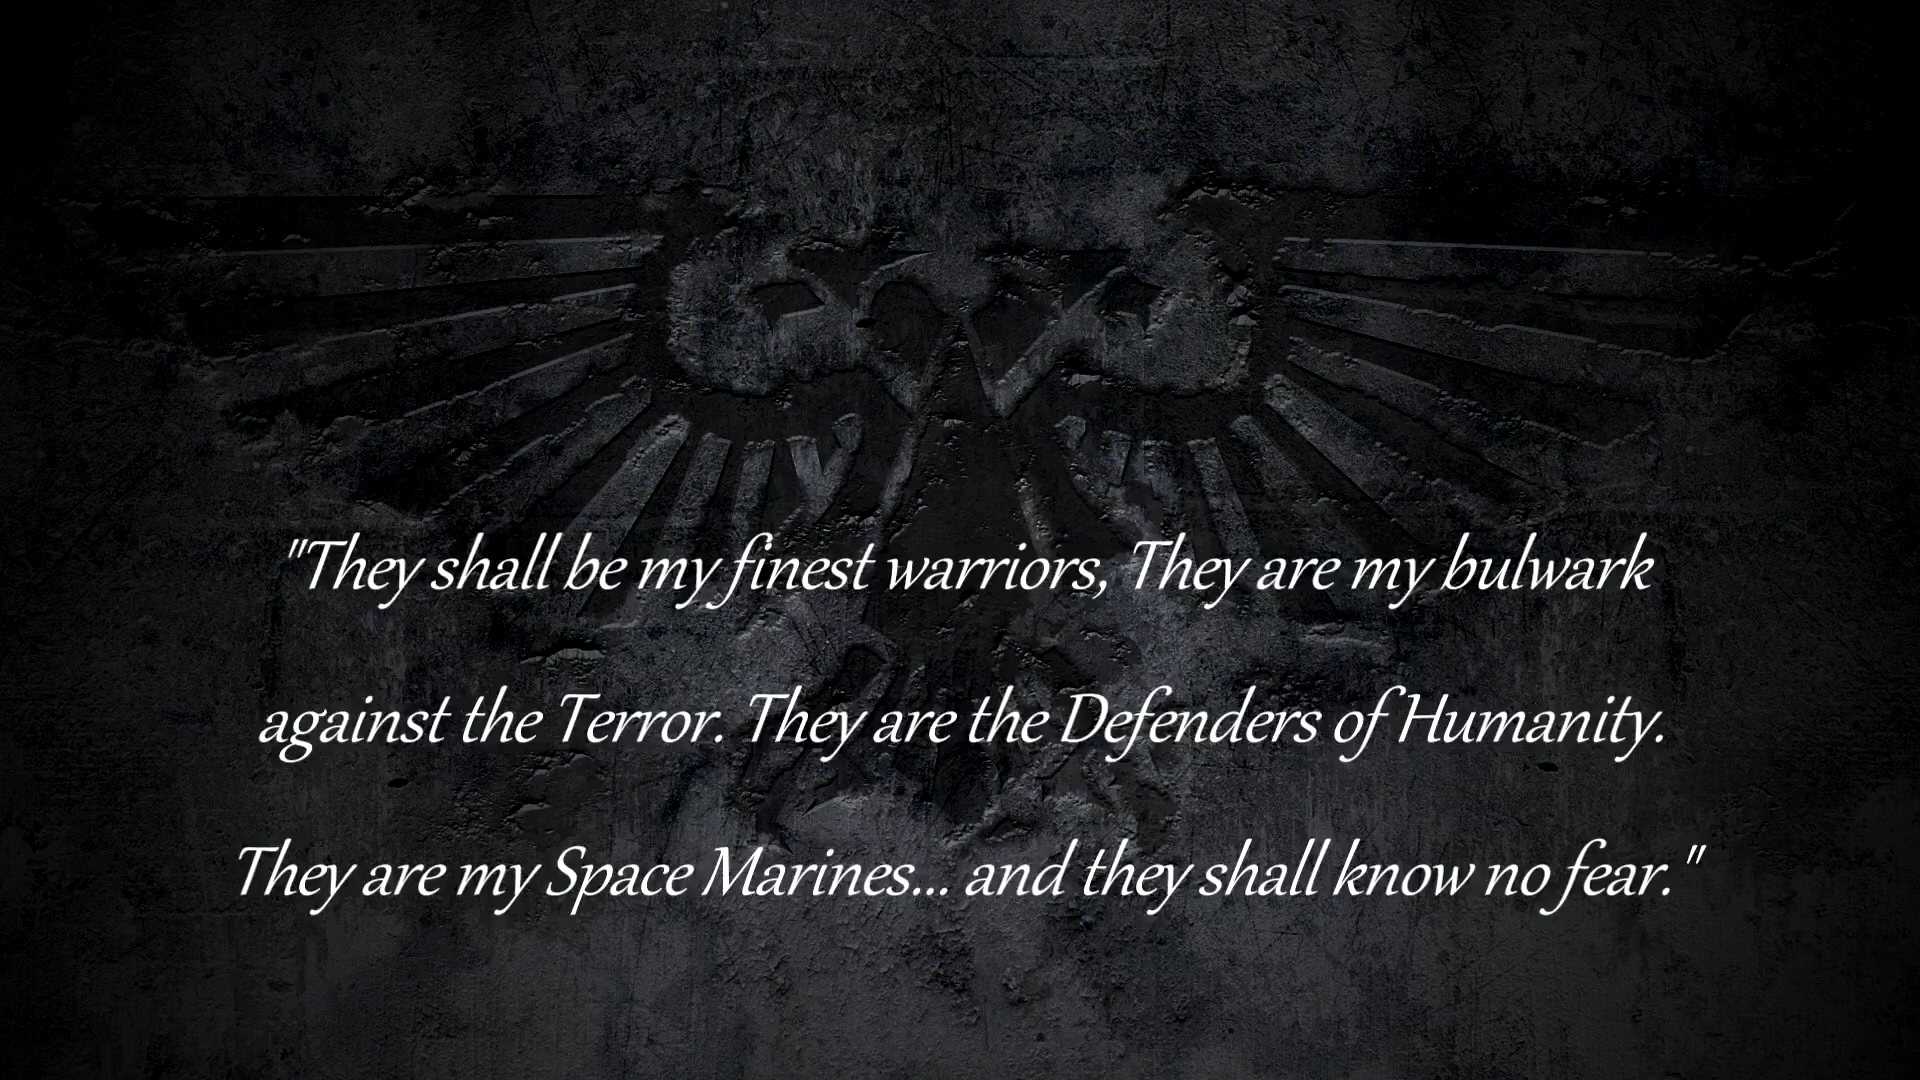 "They shall be my finest warriors, They are my bulwark
against the Terror. They are the Defenders of Humanity.
They are my Space Marines... and they shall know no fear."